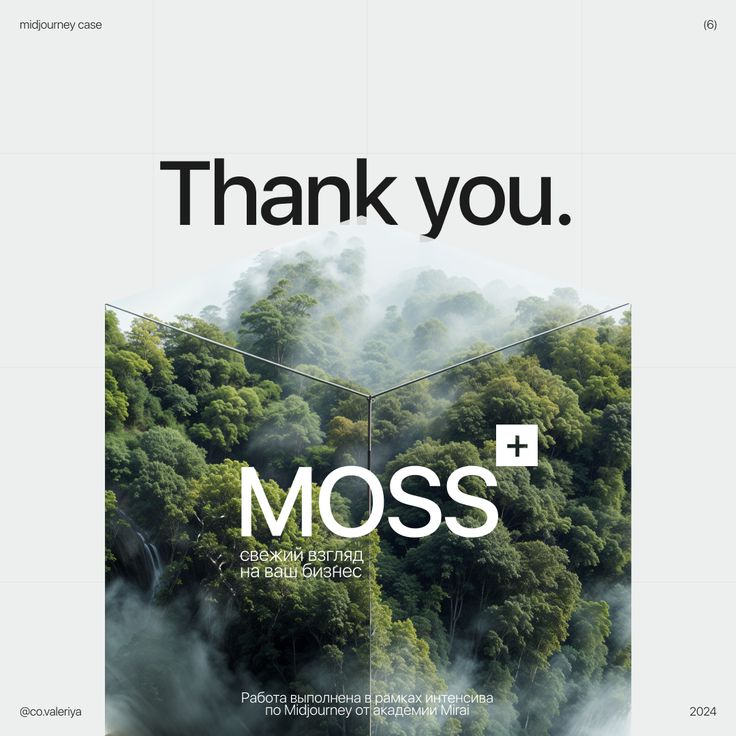 midjourney case
(6)
Thank you.
MOSS+
свежий взгляд
на ваш бизнес
Работа выполнена в рамках интенсива
по Midjourney от академии Mirai
@co.valeriya
2024